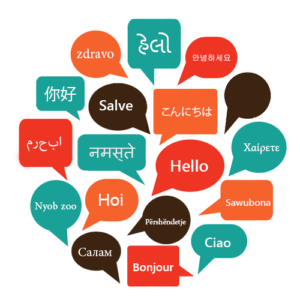 હેલો
zdravo
안녕하세요
你好
Salve
こんにちは
ابحرم
नमस्ते
Hello
Χαίρετε
Nyob zoo
Hoi
Përshëndetje
Sawubona
Салам
Ciao
Bonjour